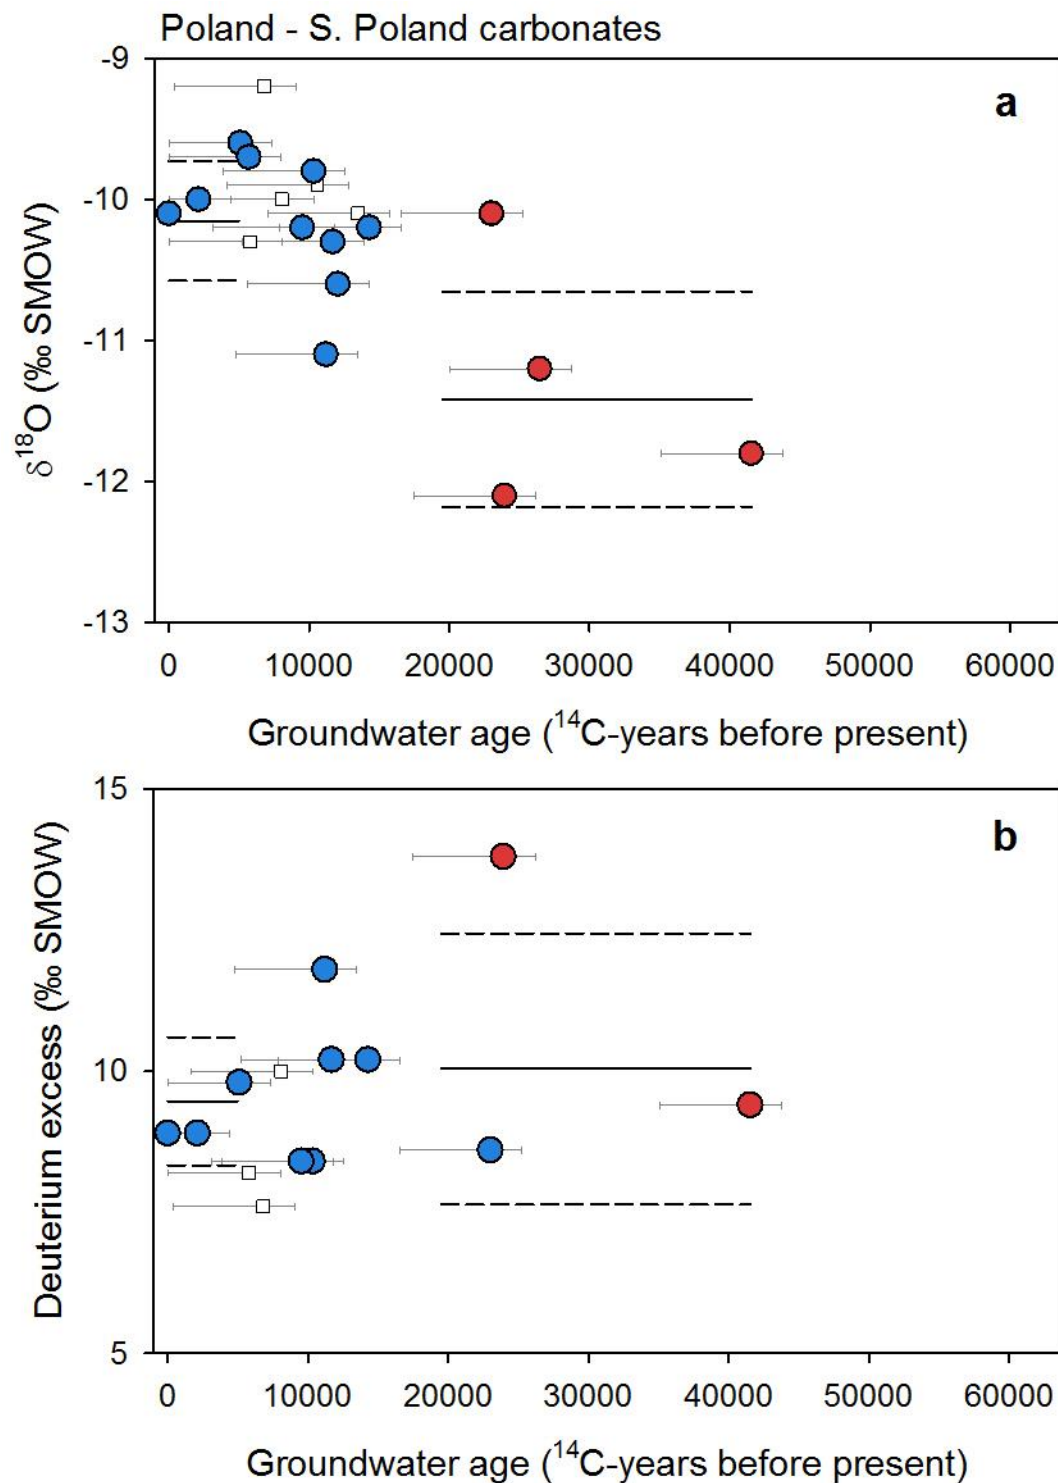 Poland - S. Poland carbonates
-9
a
-10
-11
-12
-13
δ¹⁸O (‰ SMOW)
0 10000 20000 30000 40000 50000 60000
Groundwater age (¹⁴C-years before present)
15
b
10
5
Deuterium excess (‰ SMOW)
0 10000 20000 30000 40000 50000 60000
Groundwater age (¹⁴C-years before present)